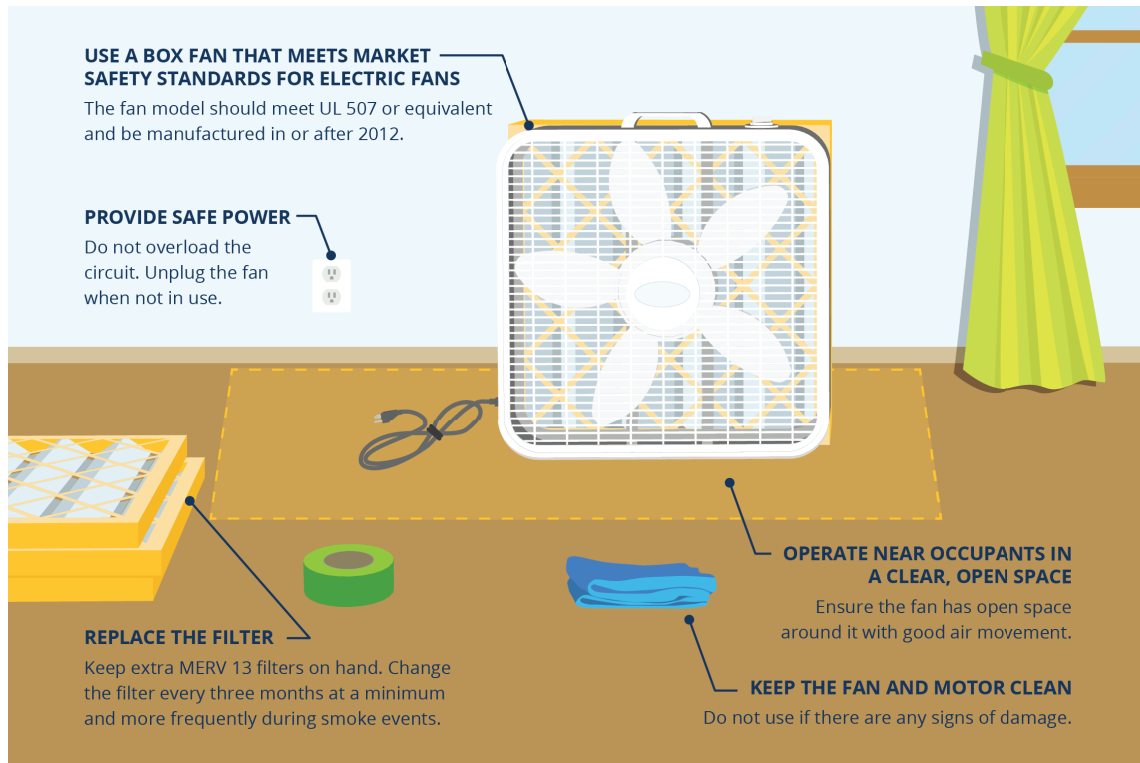 USE A BOX FAN THAT MEETS MARKET
SAFETY STANDARDS FOR ELECTRIC FANS
The fan model should meet UL 507 or equivalent
and be manufactured in or after 2012.
PROVIDE SAFE POWER
Do not overload the
circuit. Unplug the fan
when not in use.
OPERATE NEAR OCCUPANTS IN
A CLEAR, OPEN SPACE
Ensure the fan has open space
around it with good air movement.
REPLACE THE FILTER
Keep extra MERV 13 filters on hand. Change
the filter every three months at a minimum
and more frequently during smoke events.
KEEP THE FAN AND MOTOR CLEAN
Do not use if there are any signs of damage.